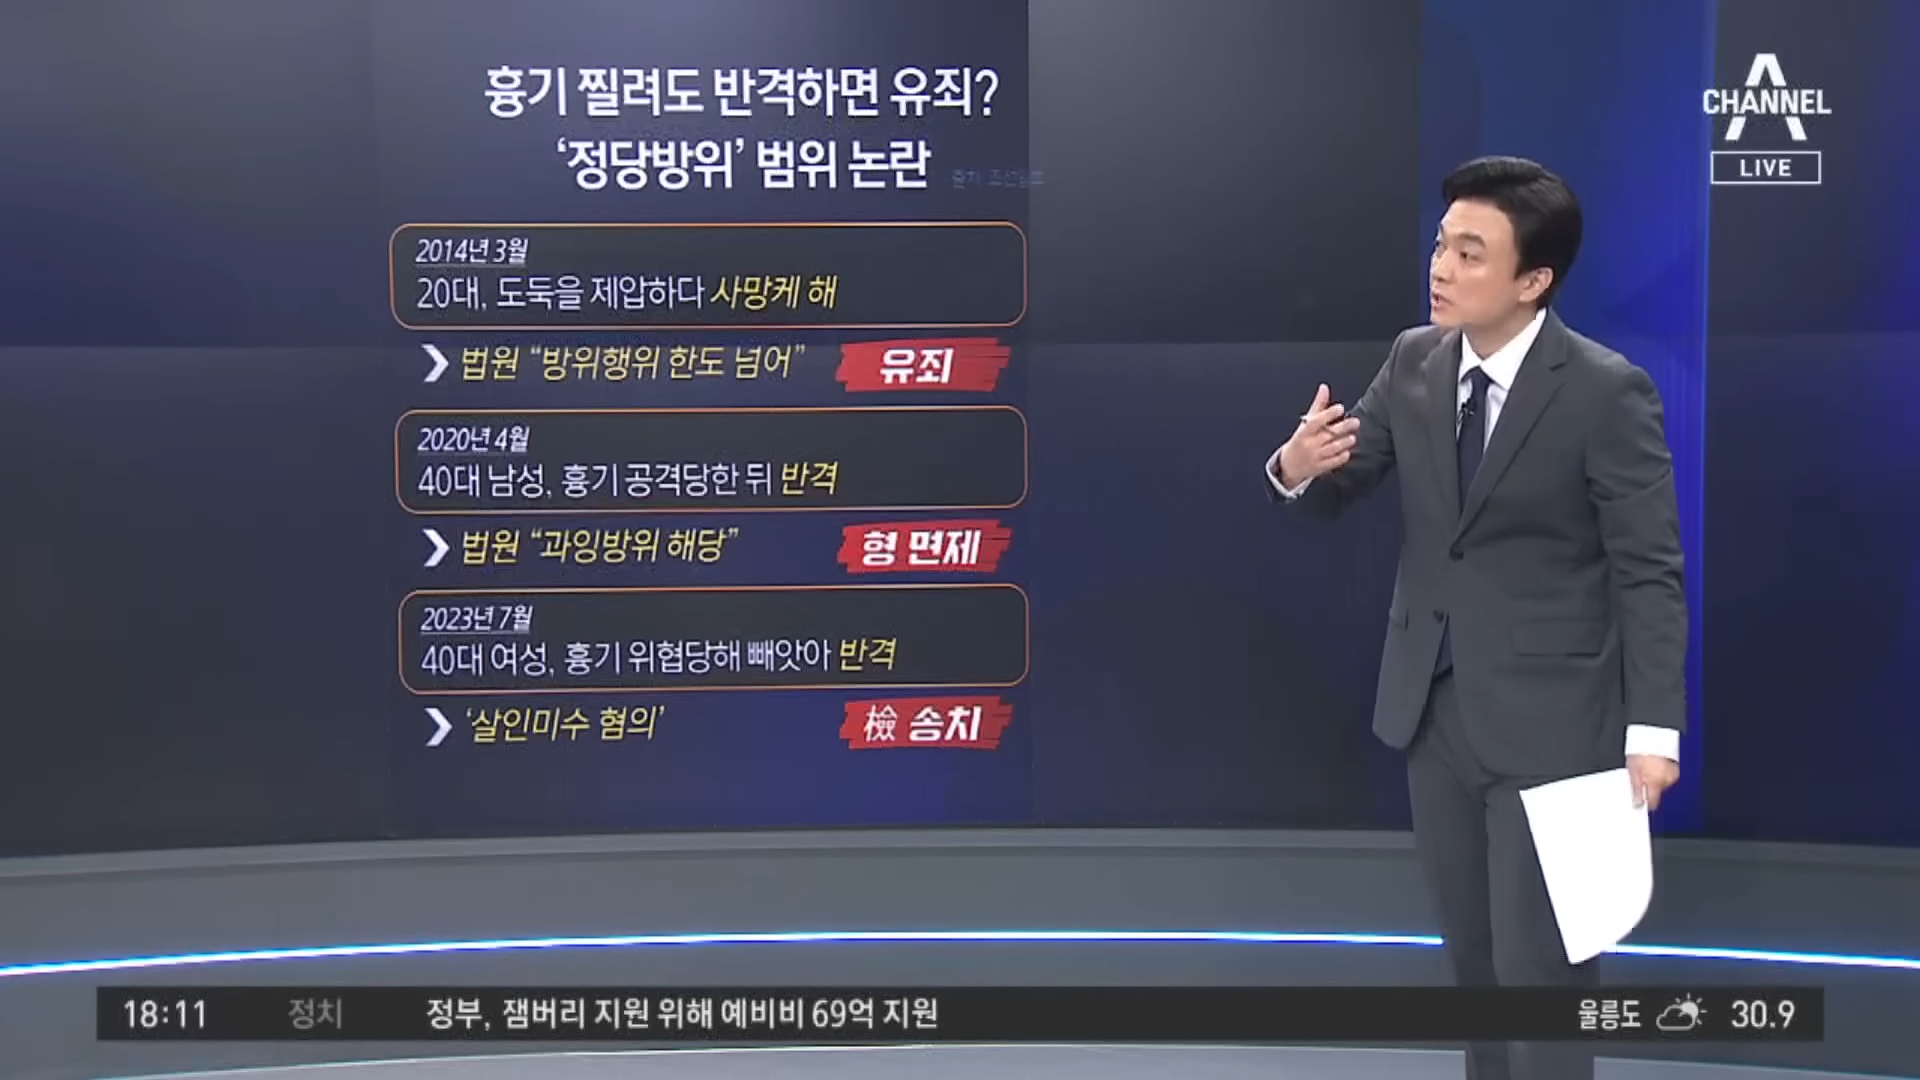 흉기 찔려도 반격하면 유죄?
‘정당방위’ 범위 논란
출처 조선일보
2014년 3월
20대, 도둑을 제압하다 사망케 해
법원 “방위행위 한도 넘어” 유죄
2020년 4월
40대 남성, 흉기 공격당한 뒤 반격
법원 “과잉방위 해당” 형 면제
2023년 7월
40대 여성, 흉기 위협당해 빼앗아 반격
‘살인미수 혐의’ 檢 송치
CHANNEL A
LIVE
18:11 정치 정부, 잼버리 지원 위해 예비비 69억 지원 울릉도 30.9